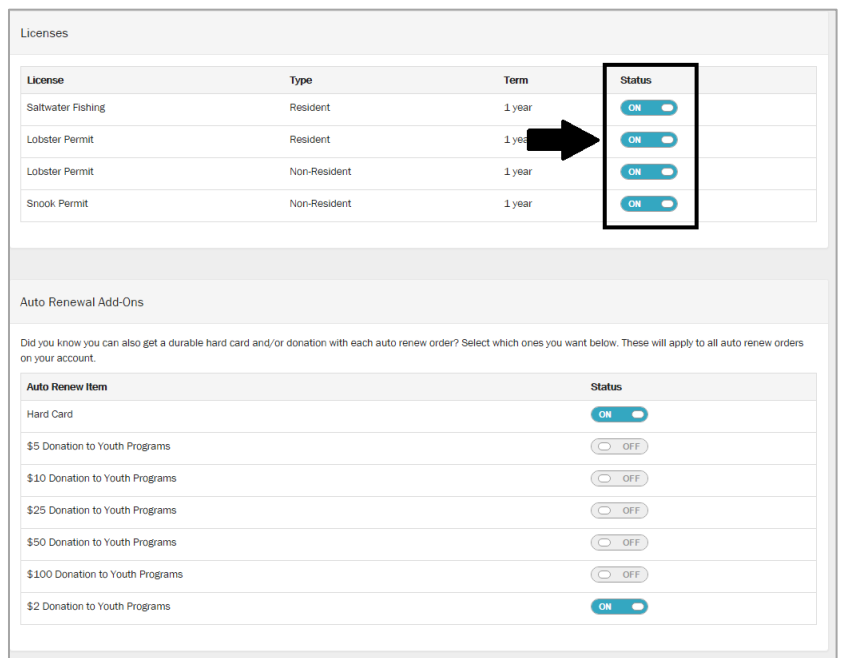 Licenses
License Type Term Status
Saltwater Fishing Resident 1 year ON
Lobster Permit Resident 1 ON
Lobster Permit Non-Resident 1 year ON
Snook Permit Non-Resident 1 year ON
Auto Renewal Add-Ons
Did you know you can also get a durable hard card and/or donation with each auto renew order? Select which ones you want below. These will apply to all auto renew orders
on your account.
Auto Renew Item Status
Hard Card ON
$5 Donation to Youth Programs OFF
$10 Donation to Youth Programs OFF
$25 Donation to Youth Programs OFF
$50 Donation to Youth Programs OFF
$100 Donation to Youth Programs OFF
$2 Donation to Youth Programs ON